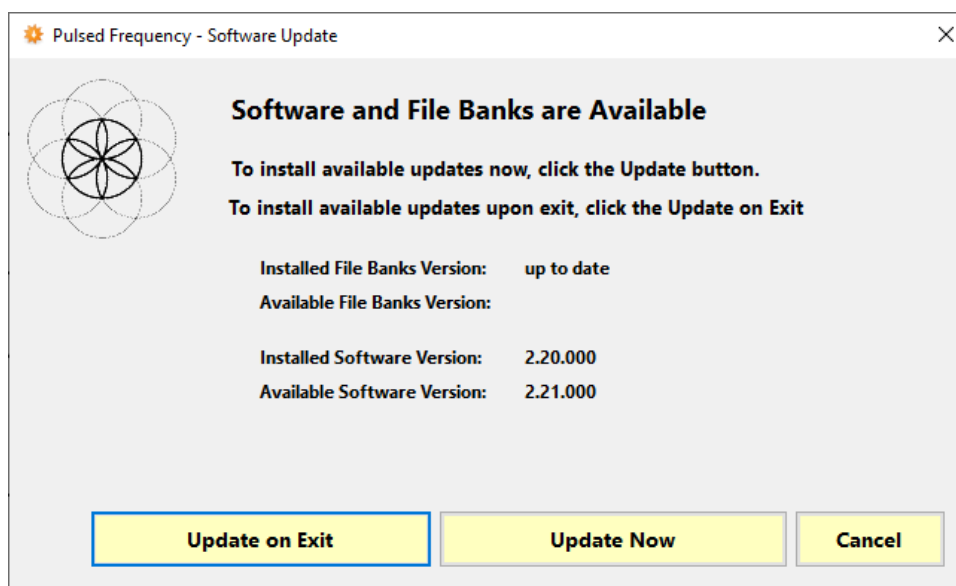 Pulsed Frequency - Software Update
Software and File Banks are Available
To install available updates now, click the Update button.
To install available updates upon exit, click the Update on Exit
Installed File Banks Version: up to date
Available File Banks Version:
Installed Software Version: 2.20.000
Available Software Version: 2.21.000
Update on Exit Update Now Cancel